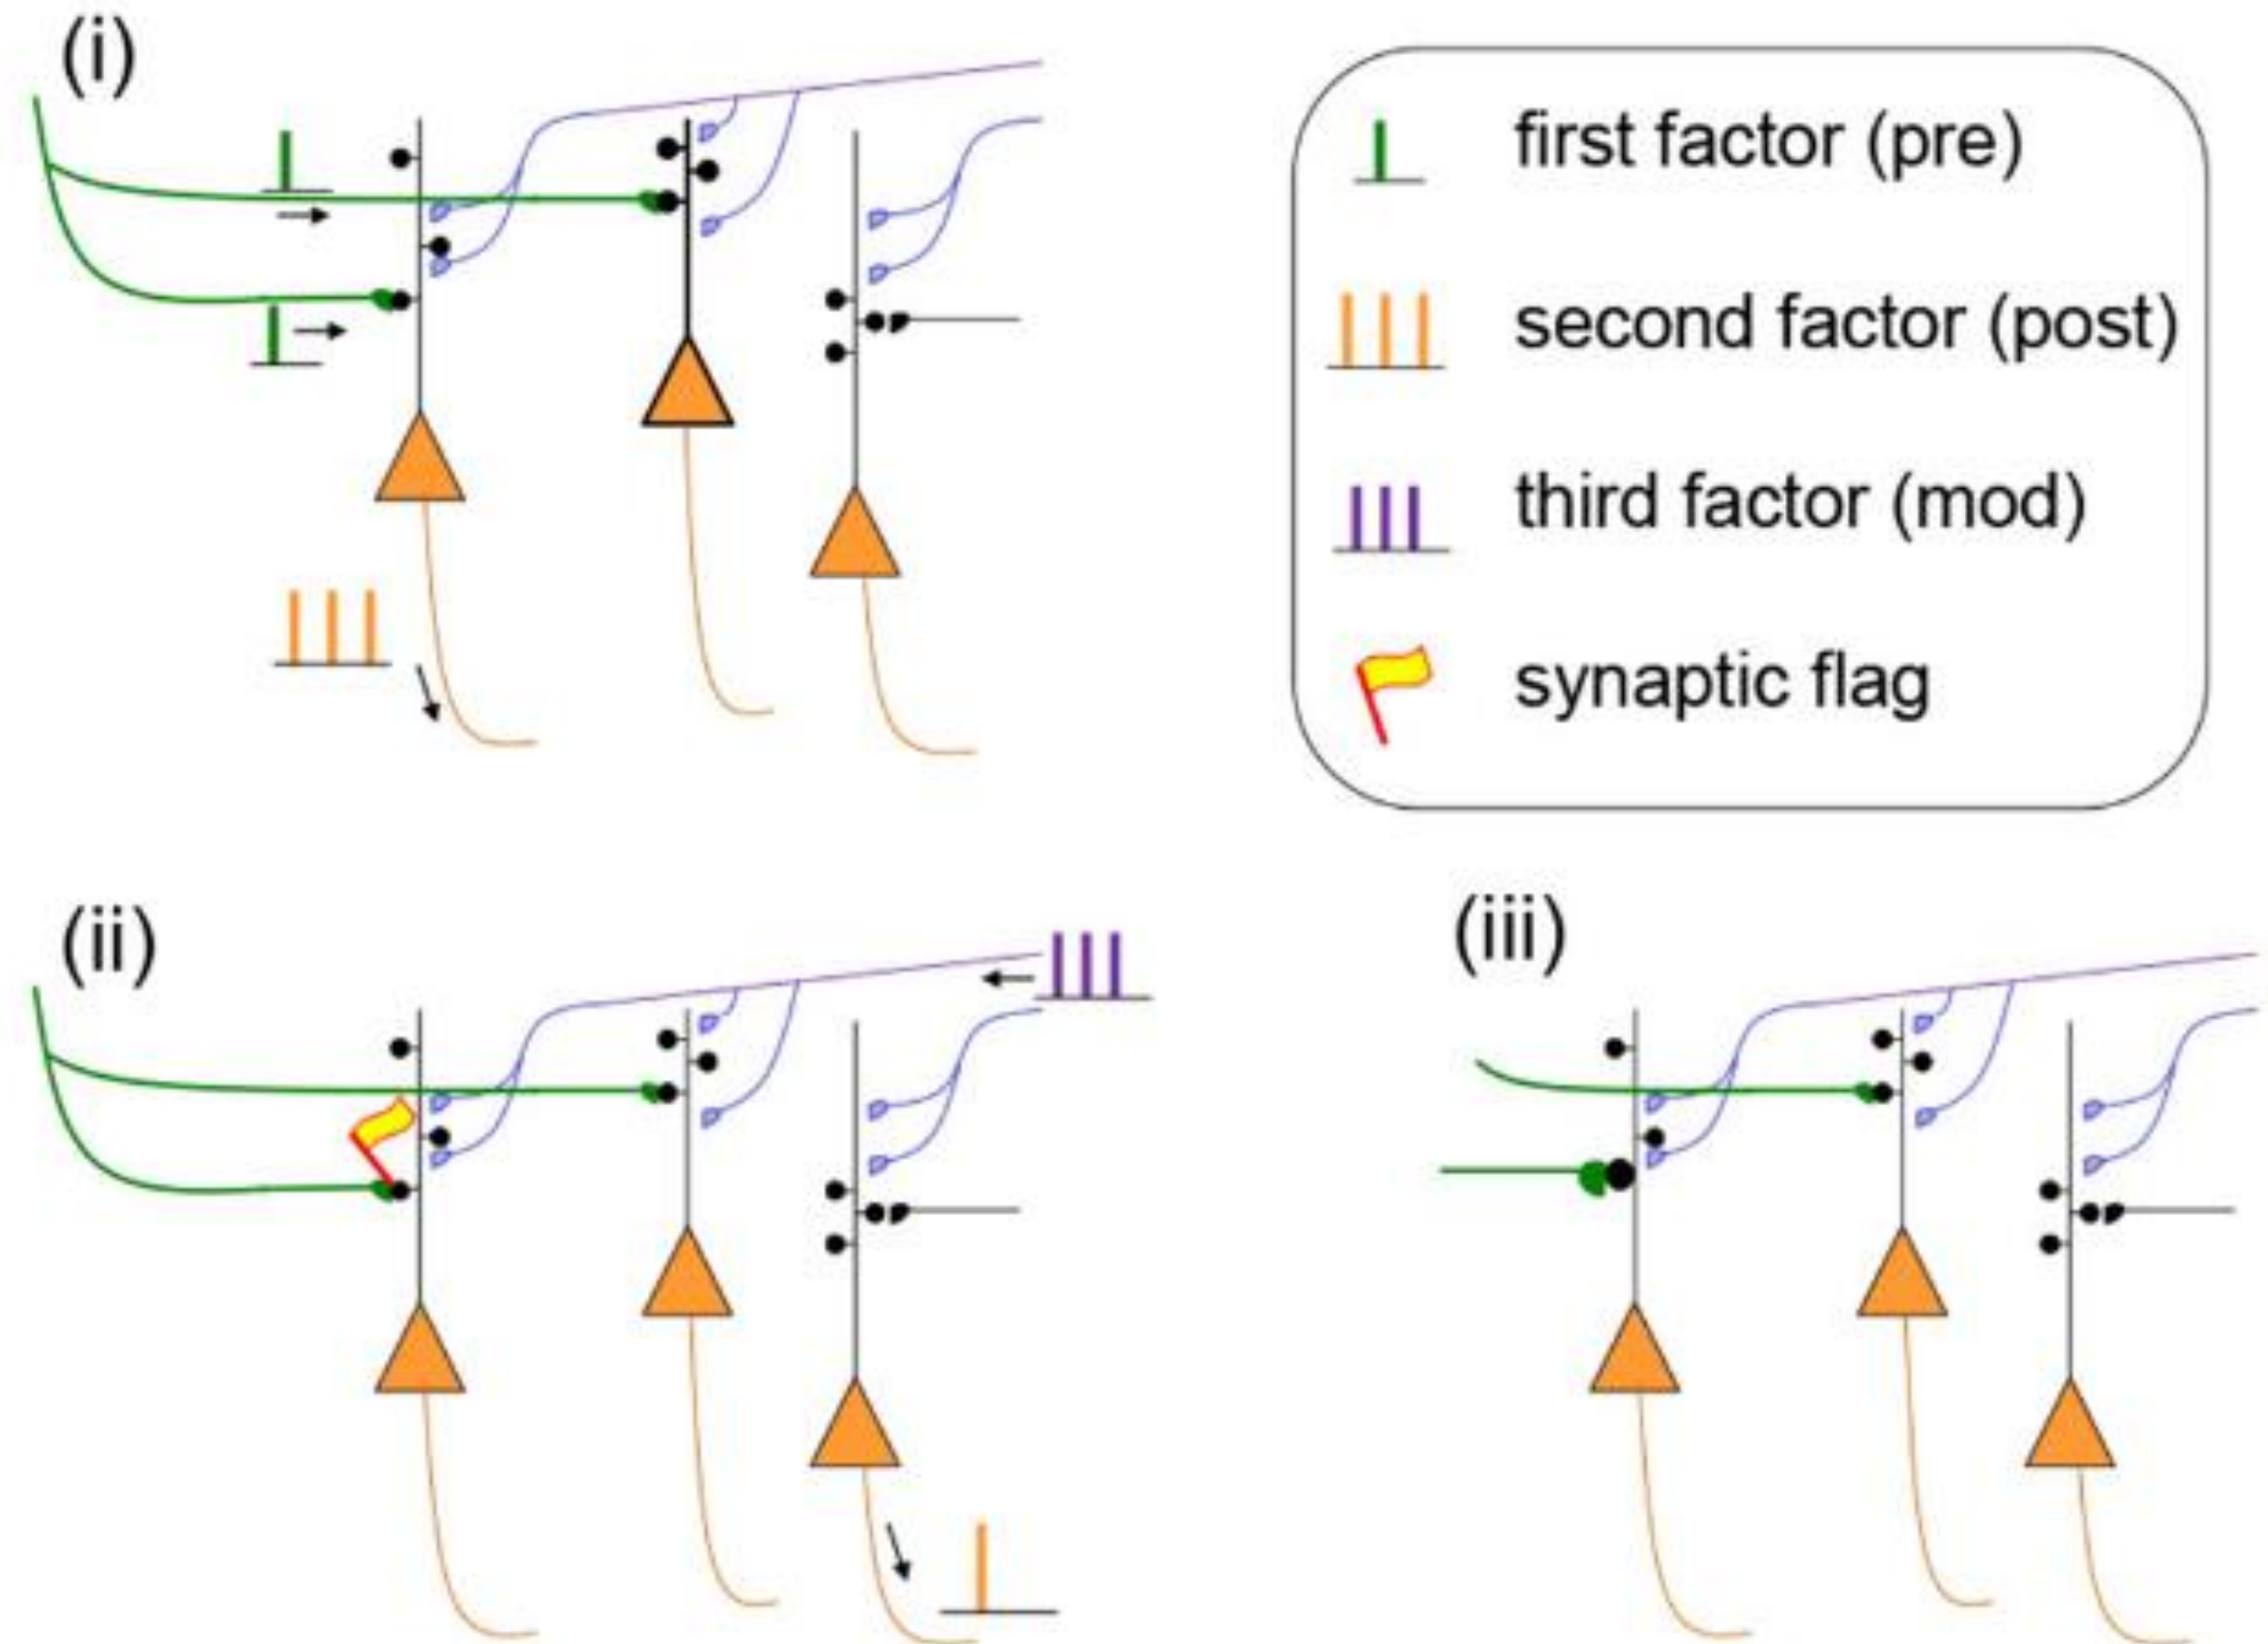 (i)
first factor (pre)
second factor (post)
third factor (mod)
synaptic flag
(ii)
(iii)